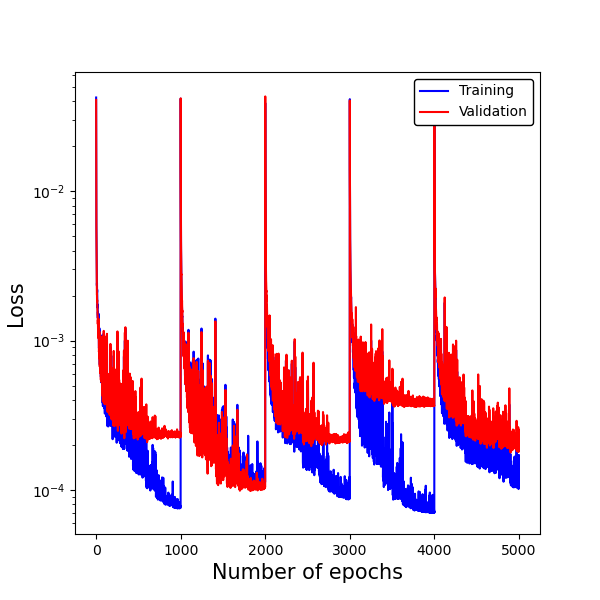 Training
Validation
10⁻²
10⁻³
10⁻⁴
Loss
0 1000 2000 3000 4000 5000
Number of epochs